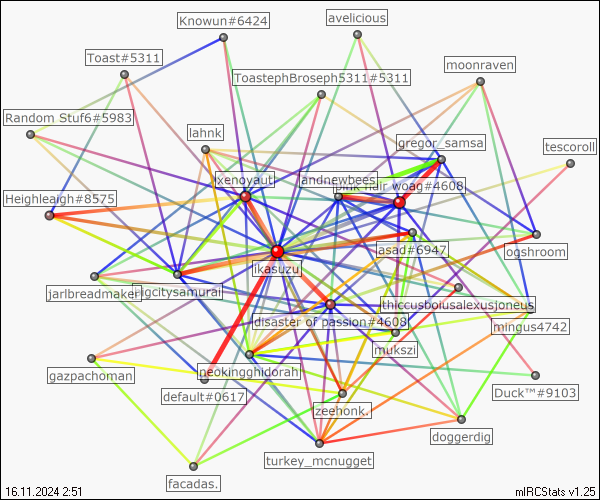 Knowun#6424
avelicious
Toast#5311
ToastephBroseph5311#5311
moonraven
Random Stuf6#5983
lahnk
gregor_samsa
tescoroll
xenoyaut
andnewbees
pink hair woag#4608
Heighleaigh#8575
asad#6947
ogshroom
ikasuzu
jarlbreadmaker
thiccusboiusalexusjoneus
mingus4742
disaster of passion#4608
mukszi
neokingghidorah
gazpachoman
default#0617
Duck™#9103
zeehonk.
doggerdig
turkey_mcnugget
facadas.
16.11.2024 2:51
mIRCStats v1.25